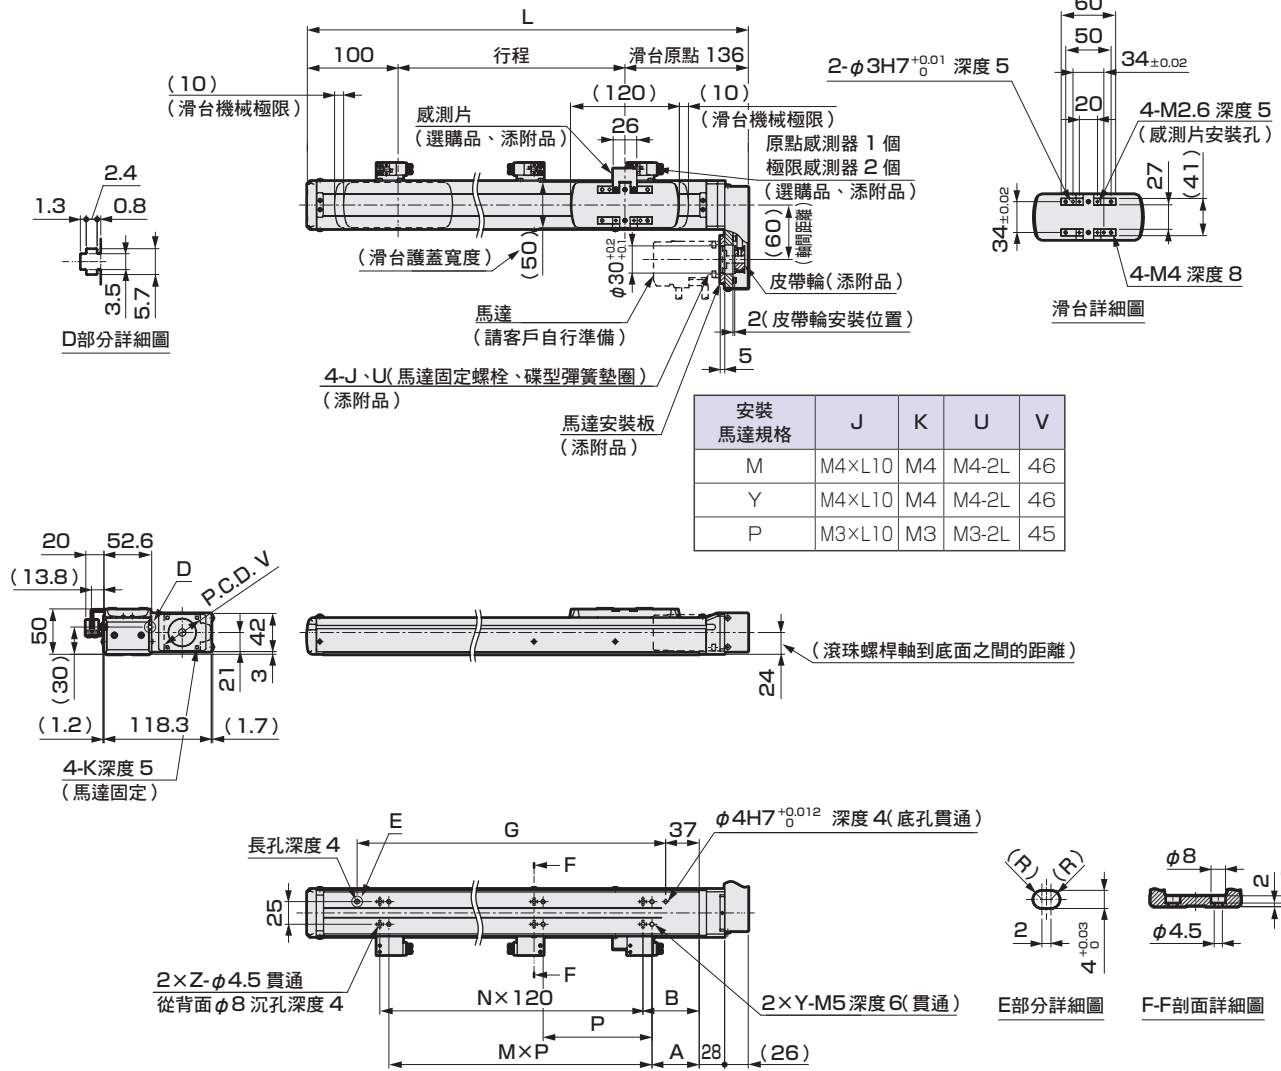 L
100
行程
滑台原點 136
(10)
(滑台機械極限)
(120)
(10)
(滑台機械極限)
感測片
(選購品、添附品)
26
原點感測器 1 個
極限感測器 2 個
(選購品、添附品)
2.4
1.3
0.8
3.5
5.7
D部分詳細圖
(滑台護蓋寬度)
(50)
φ30 +0.2 +0.1
(60)
(軸間距離)
皮帶輪(添附品)
馬達
(請客戶自行準備)
2(皮帶輪安裝位置)
5
4-J、U(馬達固定螺栓、碟型彈簧墊圈)
(添附品)
馬達安裝板
(添附品)
60
50
2-φ3H7 +0.01 0 深度 5
34±0.02
20
4-M2.6 深度 5
(感測片安裝孔)
27
(41)
34±0.02
4-M4 深度 8
滑台詳細圖
安裝
馬達規格 J K U V
M M4×L10 M4 M4-2L 46
Y M4×L10 M4 M4-2L 46
P M3×L10 M3 M3-2L 45
20 52.6
(13.8)
D
P.C.D. V
50
(30)
42
21
3
(1.2) 118.3 (1.7)
4-K深度 5
(馬達固定)
24
(滾珠螺桿軸到底面之間的距離)
長孔深度 4
E
G
37
φ4H7 +0.012 0 深度 4(底孔貫通)
F
25
F
2×Z-φ4.5 貫通
從背面φ8 沉孔深度 4
N×120
B
2×Y-M5 深度 6(貫通)
P
M×P
A
28
(26)
(R)
(R)
2
4 +0.03 0
E部分詳細圖
φ8
2
φ4.5
F-F剖面詳細圖